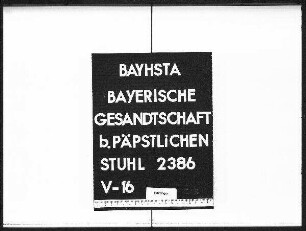 BAYHSTA
BAYERISCHE
GESANDTSCHAFT
b. PÄPSTLiCHEN
STUHL 2386
V-16